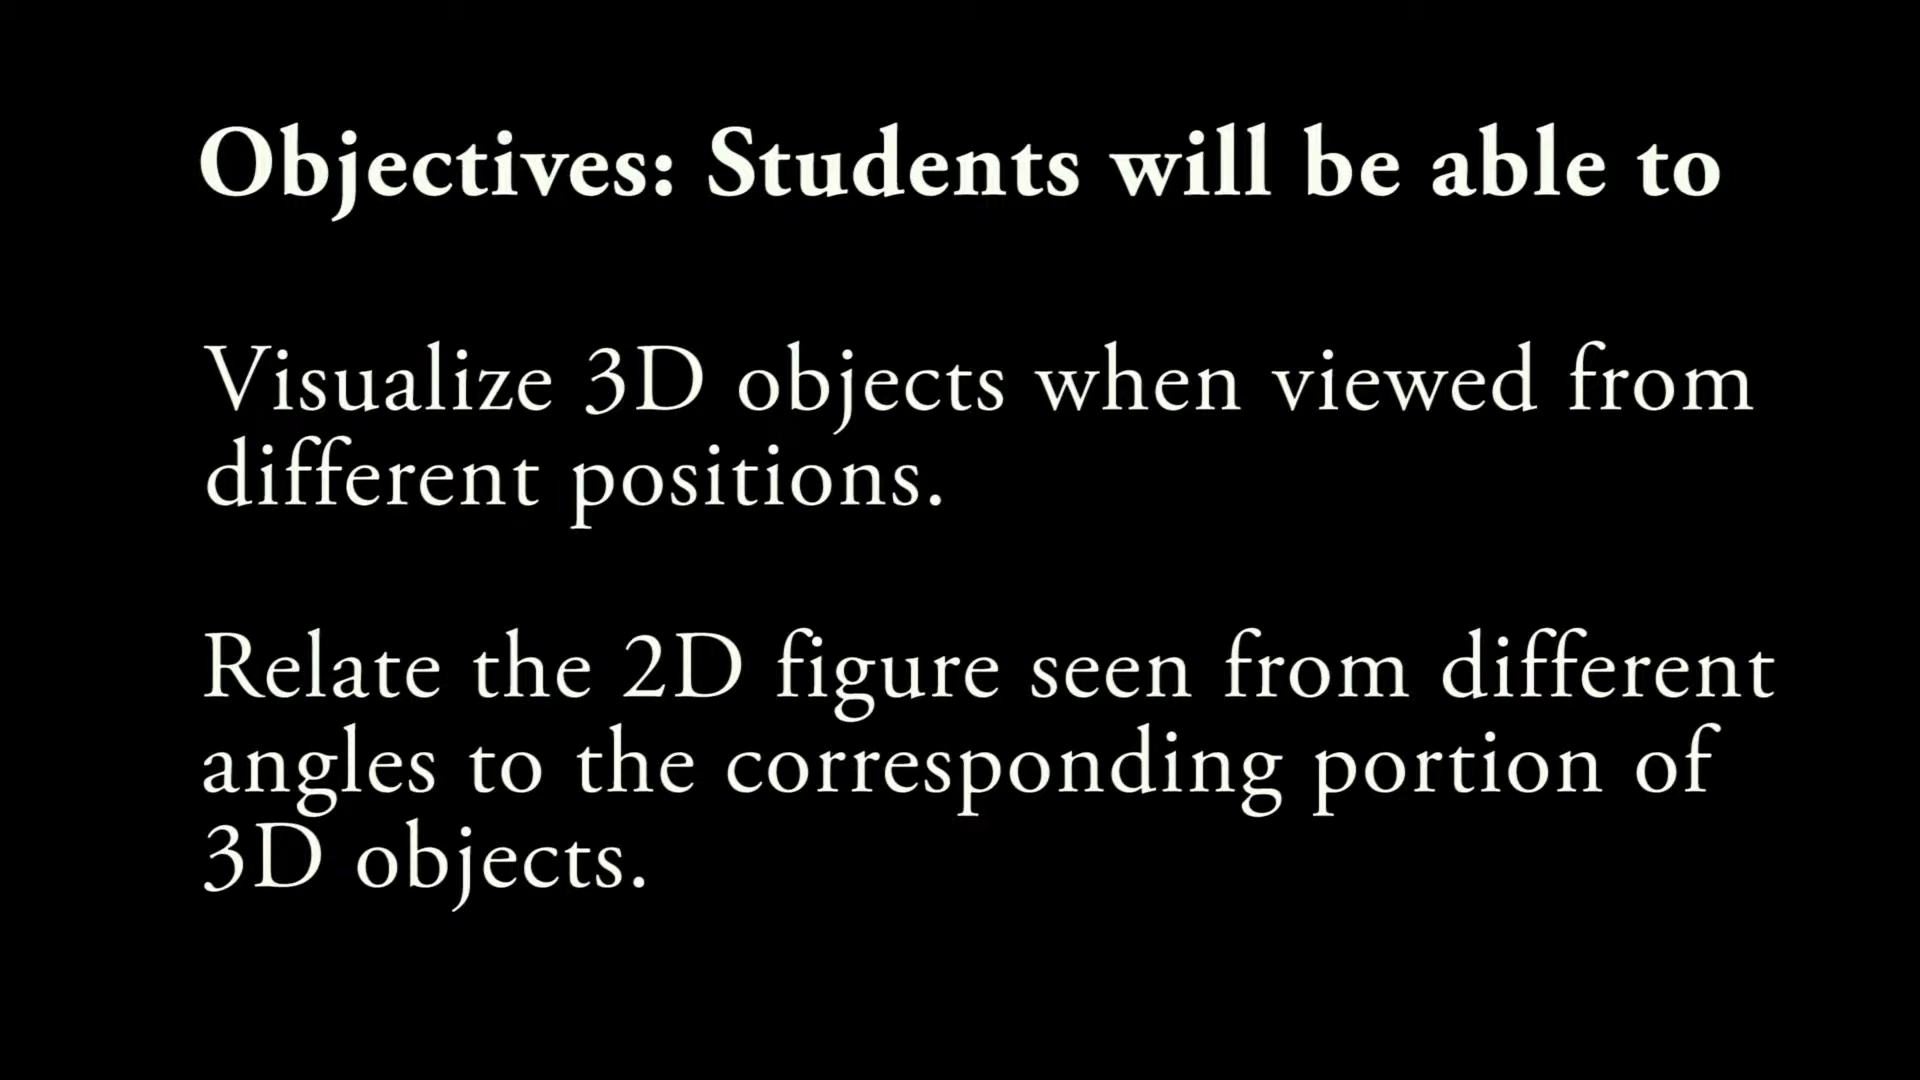 Objectives: Students will be able to
Visualize 3D objects when viewed from
different positions.
Relate the 2D figure seen from different
angles to the corresponding portion of
3D objects.